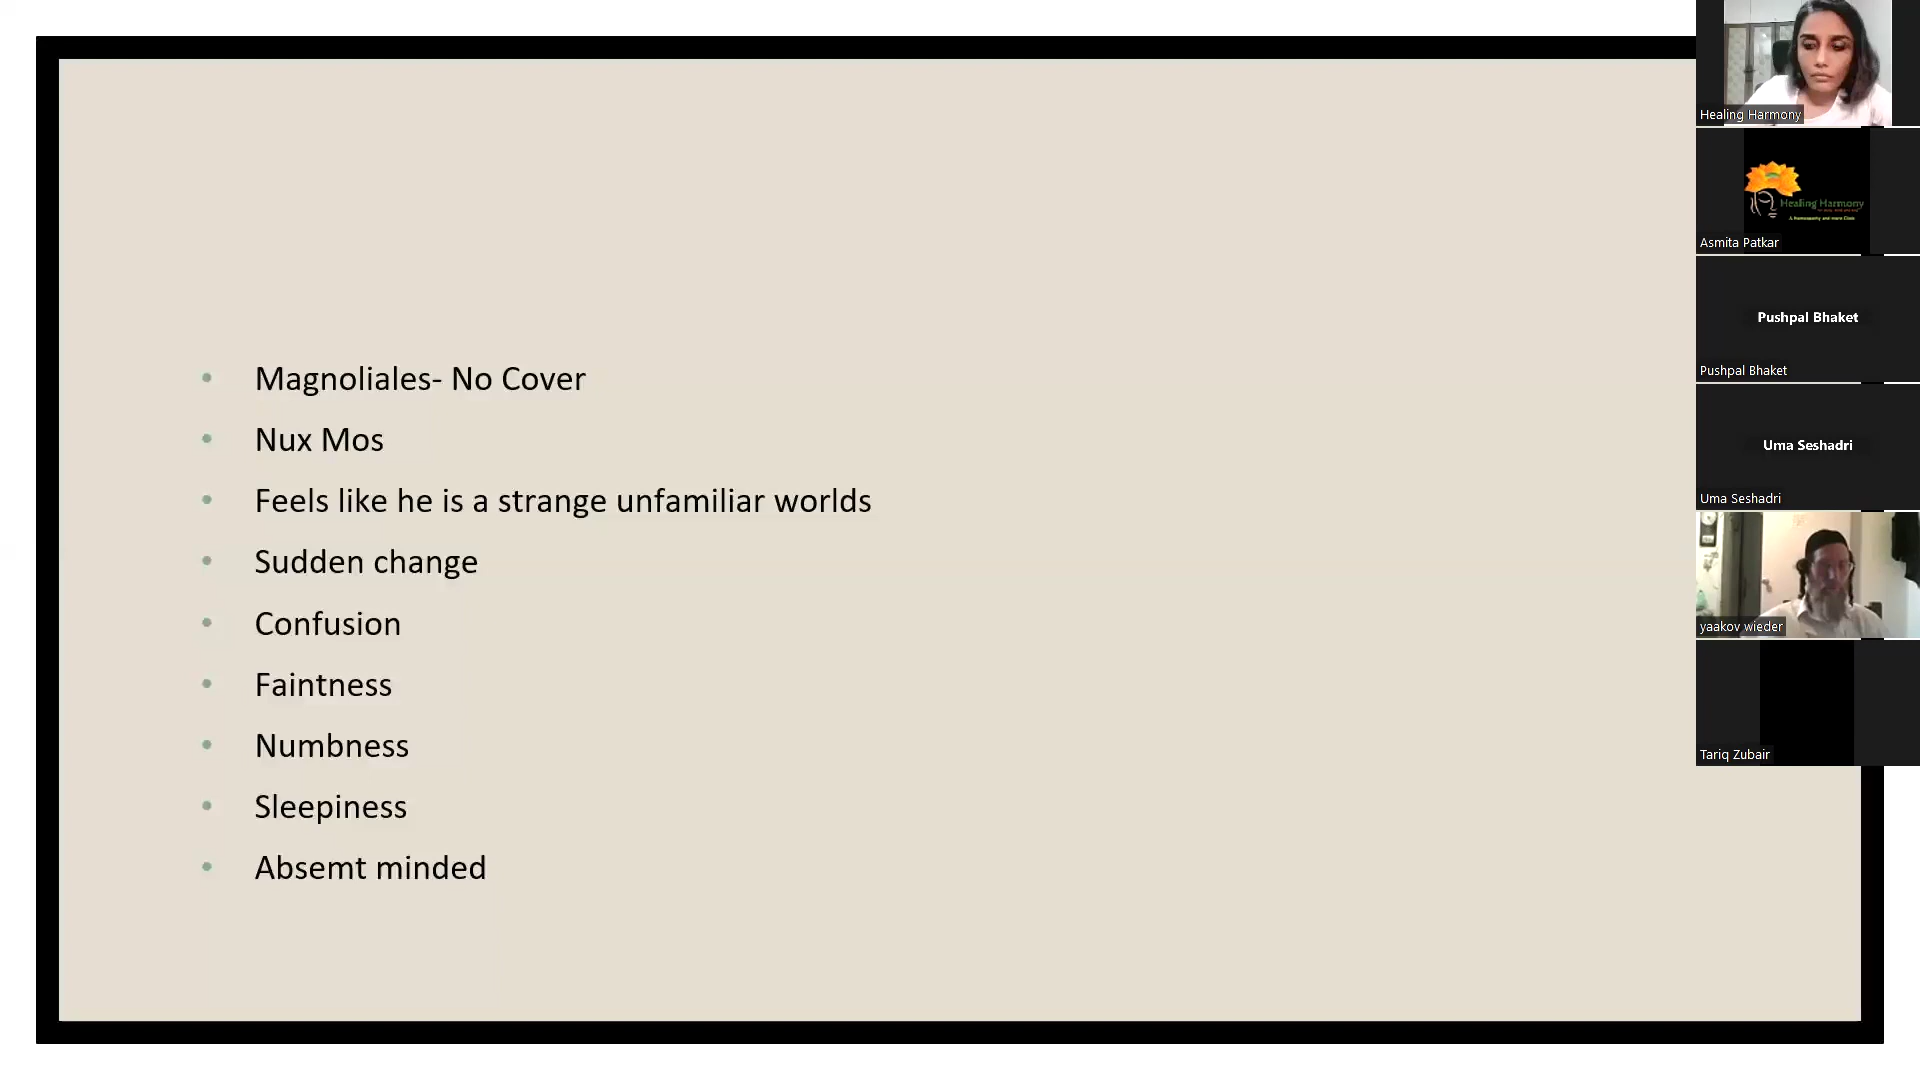 Magnoliales- No Cover
Nux Mos
Feels like he is a strange unfamiliar worlds
Sudden change
Confusion
Faintness
Numbness
Sleepiness
Absemt minded
Healing Harmony
Healing Harmony
Asmita Patkar
Pushpal Bhaket
Pushpal Bhaket
Uma Seshadri
Uma Seshadri
yaakov wieder
Tariq Zubair